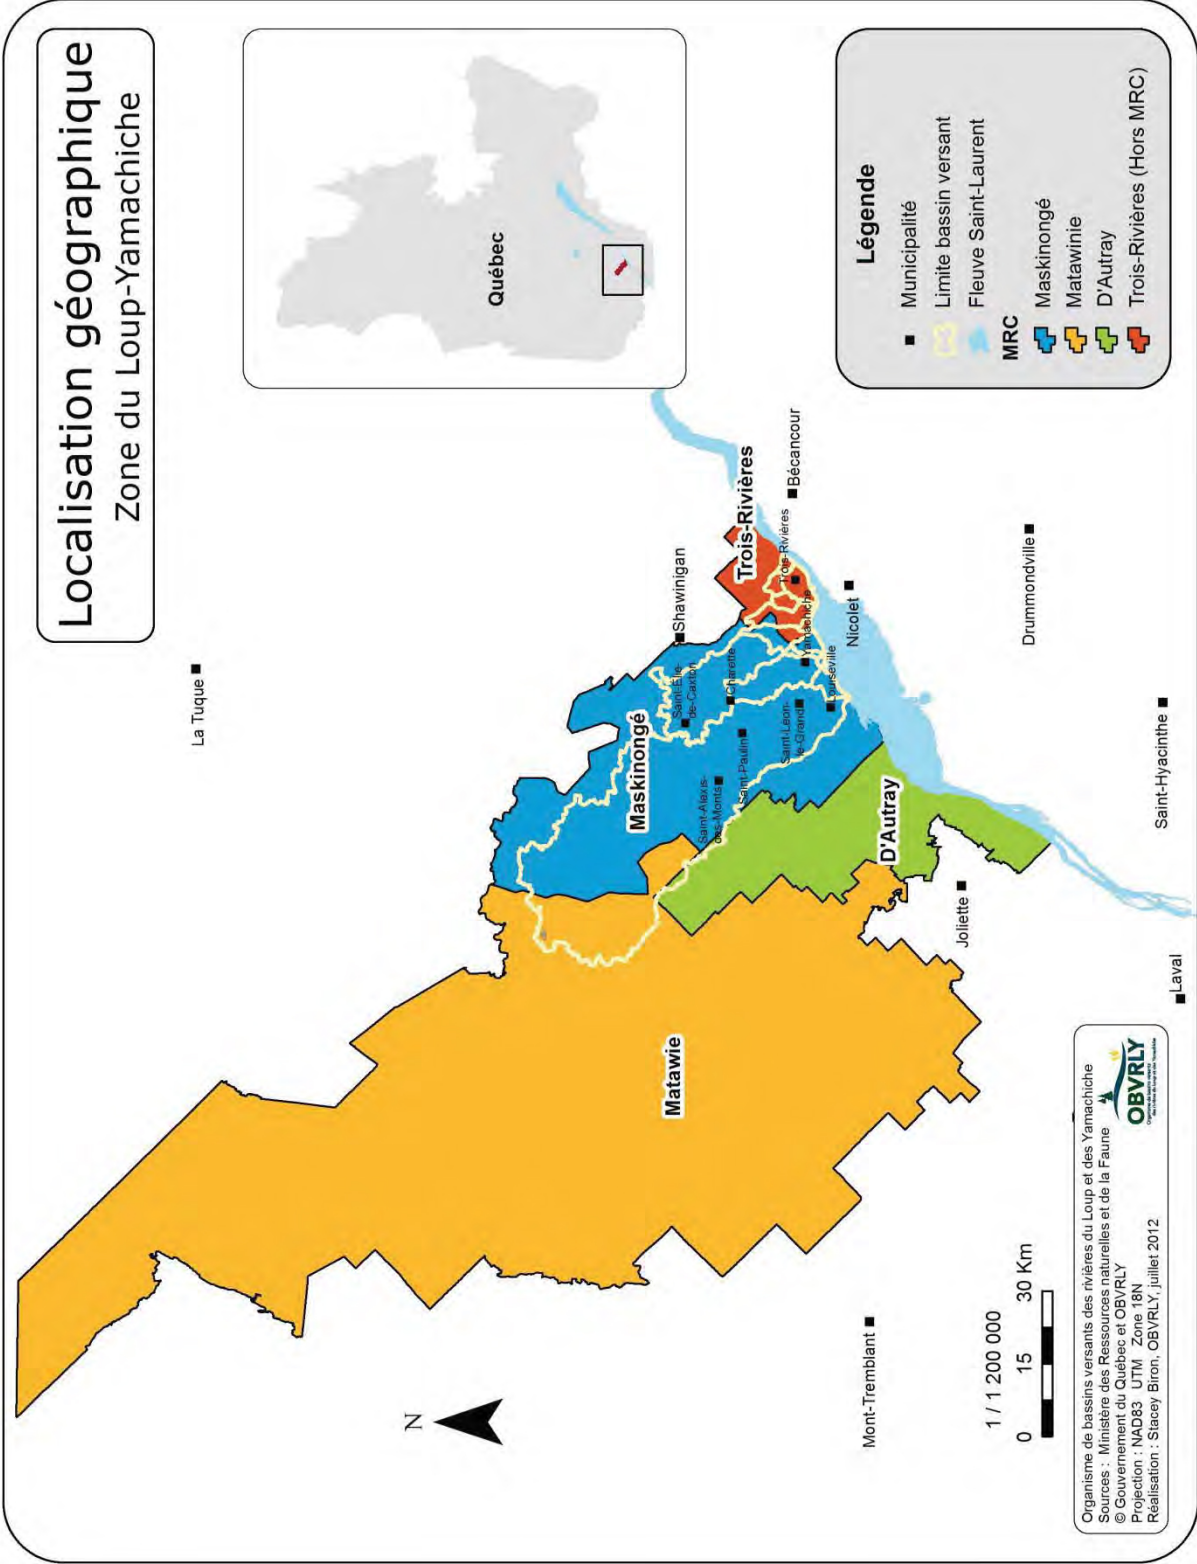 Localisation géographique
Zone du Loup-Yamachiche
La Tuque
Québec
Maskinongé
Shawinigan
Saint-Élie-
de-Caxton
Charette
Trois-Rivières
Trois-Rivières
Bécancour
Yamachiche
Nicolet
Louiseville
Saint-Léon-
le-Grand
Saint-Paulin
Saint-Alexis-
des-Monts
Matawie
D'Autray
Joliette
Drummondville
Saint-Hyacinthe
Laval
Mont-Tremblant
N
Légende
Municipalité
Limite bassin versant
Fleuve Saint-Laurent
MRC
Maskinongé
Matawinie
D'Autray
Trois-Rivières (Hors MRC)
1 / 1 200 000
0 15 30 Km
Organisme de bassins versants des rivières du Loup et des Yamachiche
Sources : Ministère des Ressources naturelles et de la Faune
© Gouvernement du Québec et OBVRLY
Projection : NAD83 UTM Zone 18N
Réalisation : Stacey Biron, OBVRLY, juillet 2012
OBVRLY